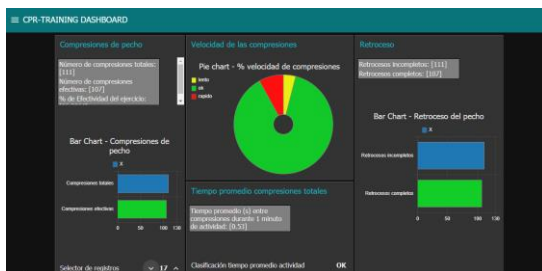 CPR-TRAINING DASHBOARD
Compresiones de pecho
Número de compresiones totales:
[111]
Número de compresiones
efectivas: [107]
% de Efectividad del ejercicio:
Bar Chart - Compresiones de
pecho
X
Compresiones totales
Compresiones efectivas
0 50 100 130
Selector de registros 17
Velocidad de las compresiones
Pie chart - % velocidad de compresiones
lento
ok
rapido
Tiempo promedio compresiones totales
Tiempo promedio (s) entre
compresiones durante 1 minuto
de actividad: [0.53]
Clasificación tiempo promedio actividad OK
Retroceso
Retrocesos incompletos: [111]
Retrocesos completos: [107]
Bar Chart - Retroceso del pecho
X
Retrocesos incompletos
Retrocesos completos
0 50 100 130